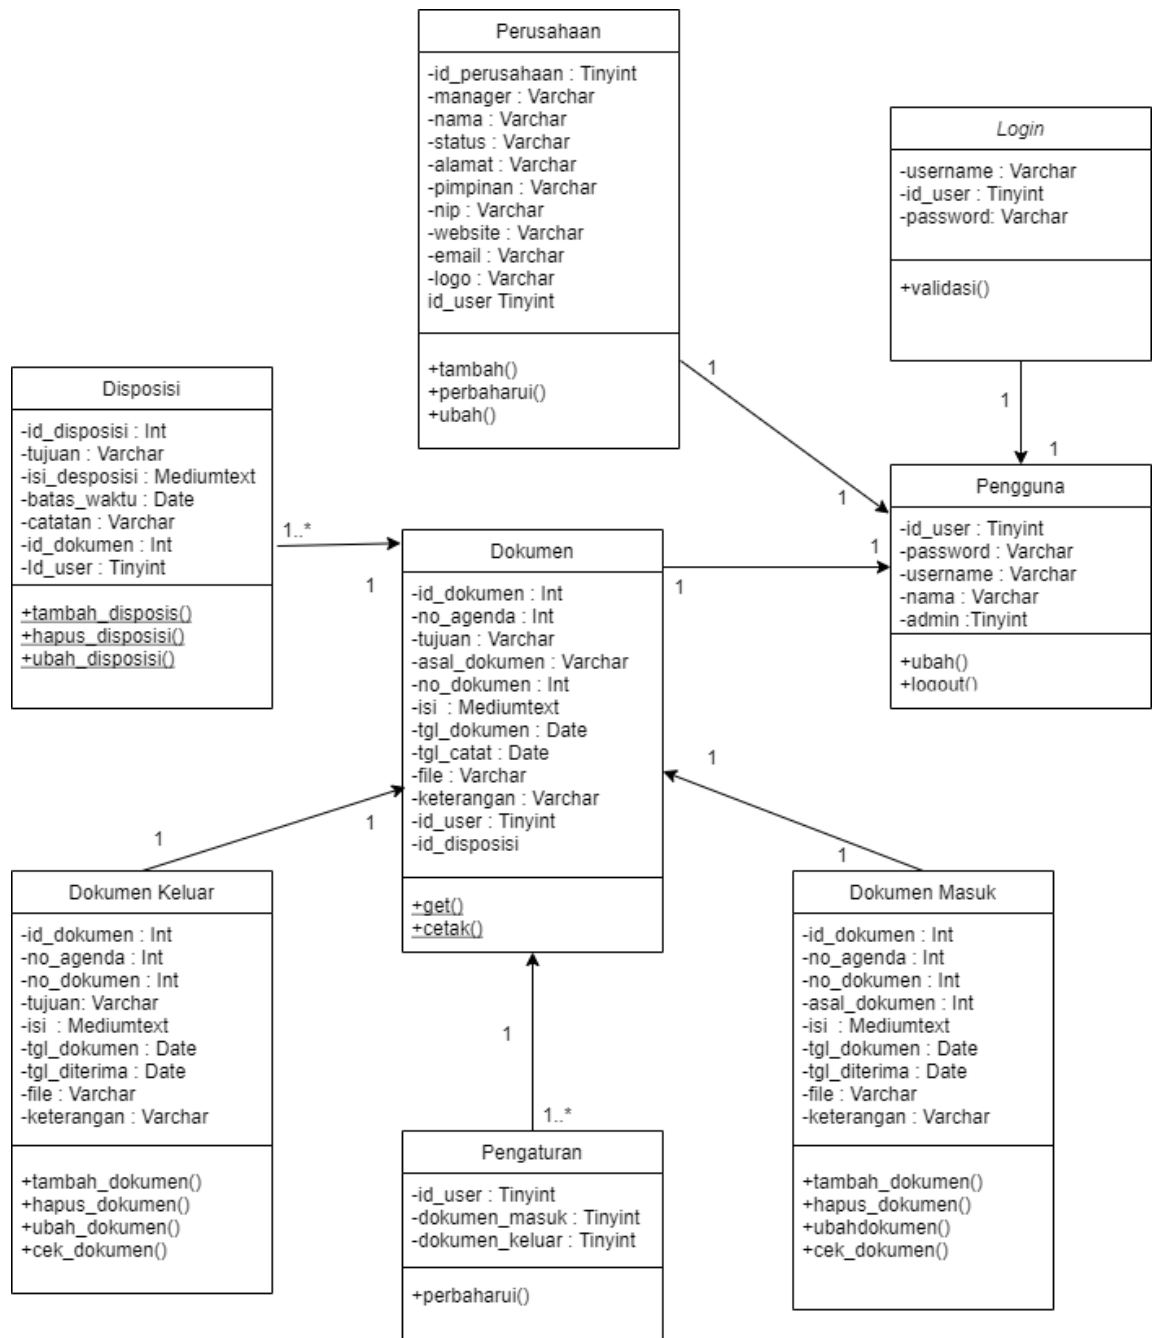 Perusahaan
-id_perusahaan : Tinyint
-manager : Varchar
-nama : Varchar
-status : Varchar
-alamat : Varchar
-pimpinan : Varchar
-nip : Varchar
-website : Varchar
-email : Varchar
-logo : Varchar
id_user Tinyint
+tambah()
+perbaharui()
+ubah()
1
1
Login
-username : Varchar
-id_user : Tinyint
-password: Varchar
+validasi()
1
1
Disposisi
-id_disposisi : Int
-tujuan : Varchar
-isi_desposisi : Mediumtext
-batas_waktu : Date
-catatan : Varchar
-id_dokumen : Int
-Id_user : Tinyint
+tambah_disposis()
+hapus_disposisi()
+ubah_disposisi()
1..*
1
Dokumen
-id_dokumen : Int
-no_agenda : Int
-tujuan : Varchar
-asal_dokumen : Varchar
-no_dokumen : Int
-isi : Mediumtext
-tgl_dokumen : Date
-tgl_catat : Date
-file : Varchar
-keterangan : Varchar
-id_user : Tinyint
-id_disposisi
+get()
+cetak()
1
1
Pengguna
-id_user : Tinyint
-password : Varchar
-username : Varchar
-nama : Varchar
-admin :Tinyint
+ubah()
+logout()
1
1
Dokumen Keluar
-id_dokumen : Int
-no_agenda : Int
-no_dokumen : Int
-tujuan: Varchar
-isi : Mediumtext
-tgl_dokumen : Date
-tgl_diterima : Date
-file : Varchar
-keterangan : Varchar
+tambah_dokumen()
+hapus_dokumen()
+ubah_dokumen()
+cek_dokumen()
1
1..*
Pengaturan
-id_user : Tinyint
-dokumen_masuk : Tinyint
-dokumen_keluar : Tinyint
+perbaharui()
1
1
Dokumen Masuk
-id_dokumen : Int
-no_agenda : Int
-no_dokumen : Int
-asal_dokumen : Int
-isi : Mediumtext
-tgl_dokumen : Date
-tgl_diterima : Date
-file : Varchar
-keterangan : Varchar
+tambah_dokumen()
+hapus_dokumen()
+ubahdokumen()
+cek_dokumen()